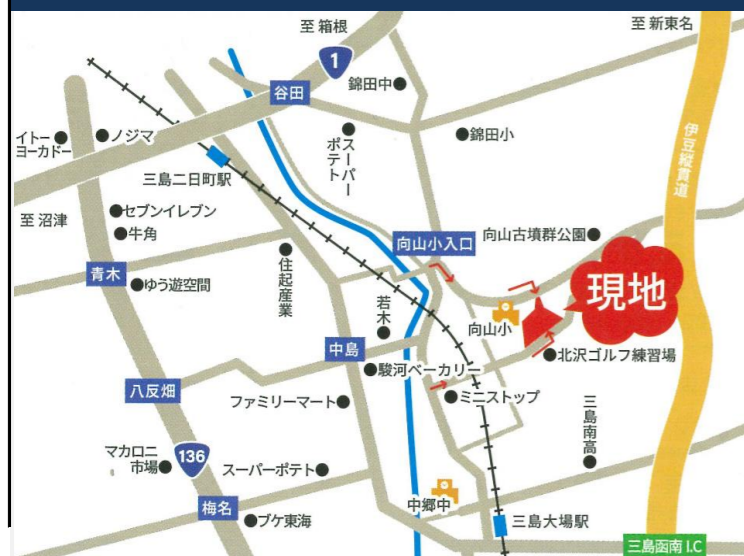 至 箱根
至 新東名
1
谷田
錦田中
錦田小
スーパー
ポテト
イトー
ヨーカドー
ノジマ
三島二日町駅
伊豆縦貫道
至 沼津
セブンイレブン
牛角
向山小入口
向山古墳群公園
青木
ゆう遊空間
住起産業
現地
若木
向山小
中島
北沢ゴルフ練習場
駿河ベーカリー
八反畑
ファミリーマート
ミニストップ
三島南高
マカロニ
市場
136
スーパーポテト
梅名
中郷中
ブケ東海
三島大場駅
三島函南 I.C